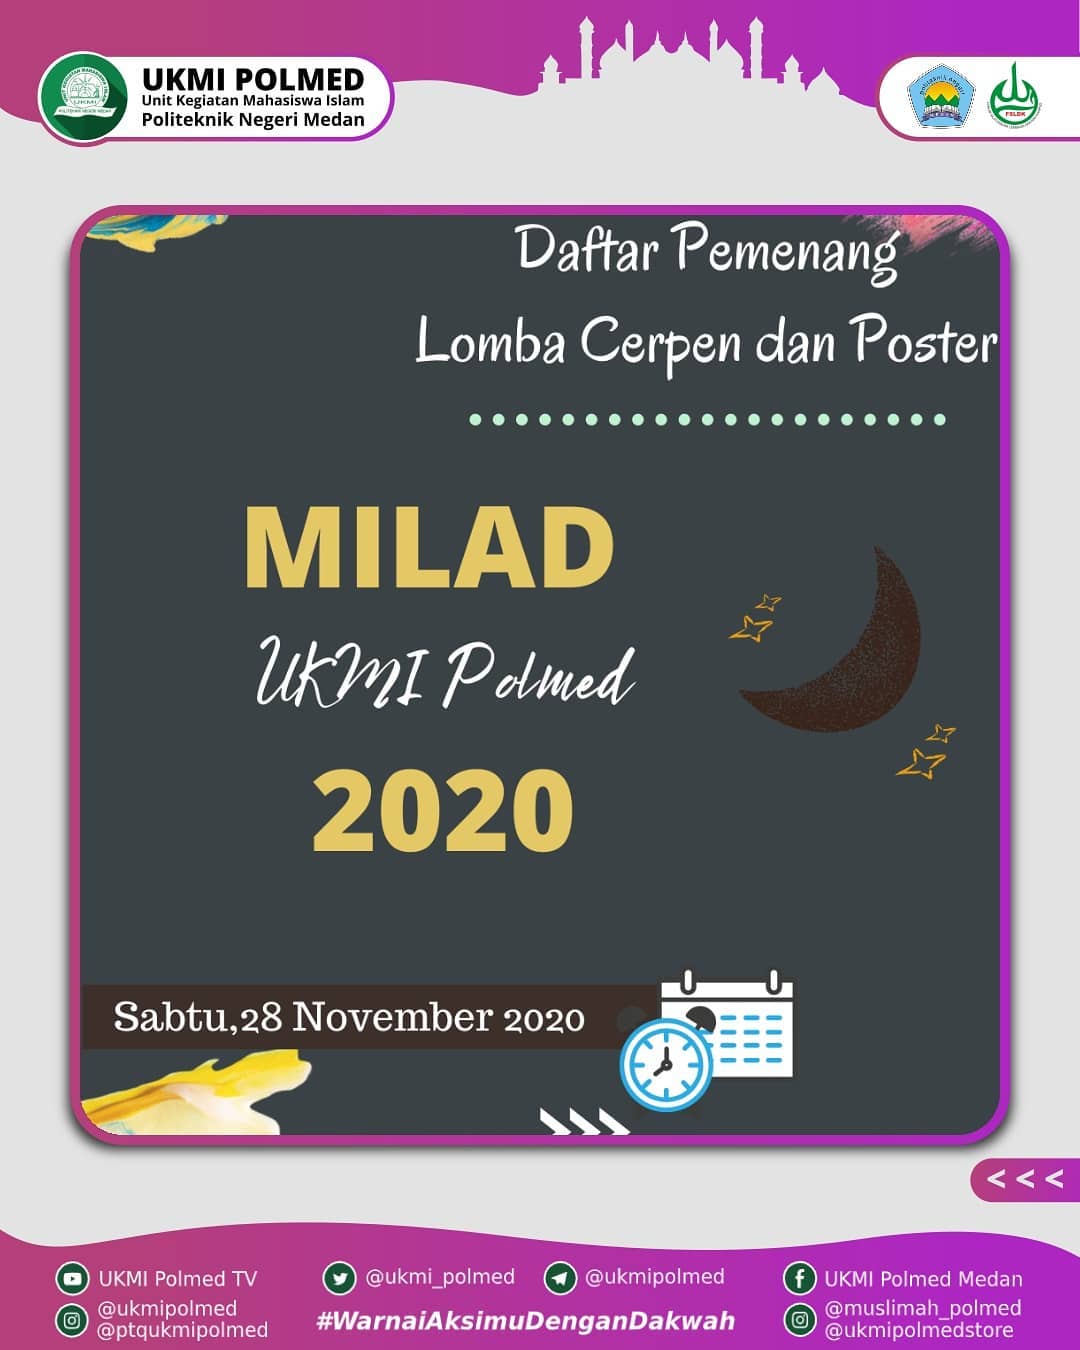 UKMI POLMED
Unit Kegiatan Mahasiswa Islam
Politeknik Negeri Medan
FSLDK
Daftar Pemenang
Lomba Cerpen dan Poster
MILAD
UKMI Polmed
2020
Sabtu,28 November 2020
< < <
UKMI Polmed TV
@ukmi_polmed
@ukmipolmed
UKMI Polmed Medan
@ukmipolmed
@ptqukmipolmed
#WarnaiAksimuDenganDakwah
@muslimah_polmed
@ukmipolmedstore